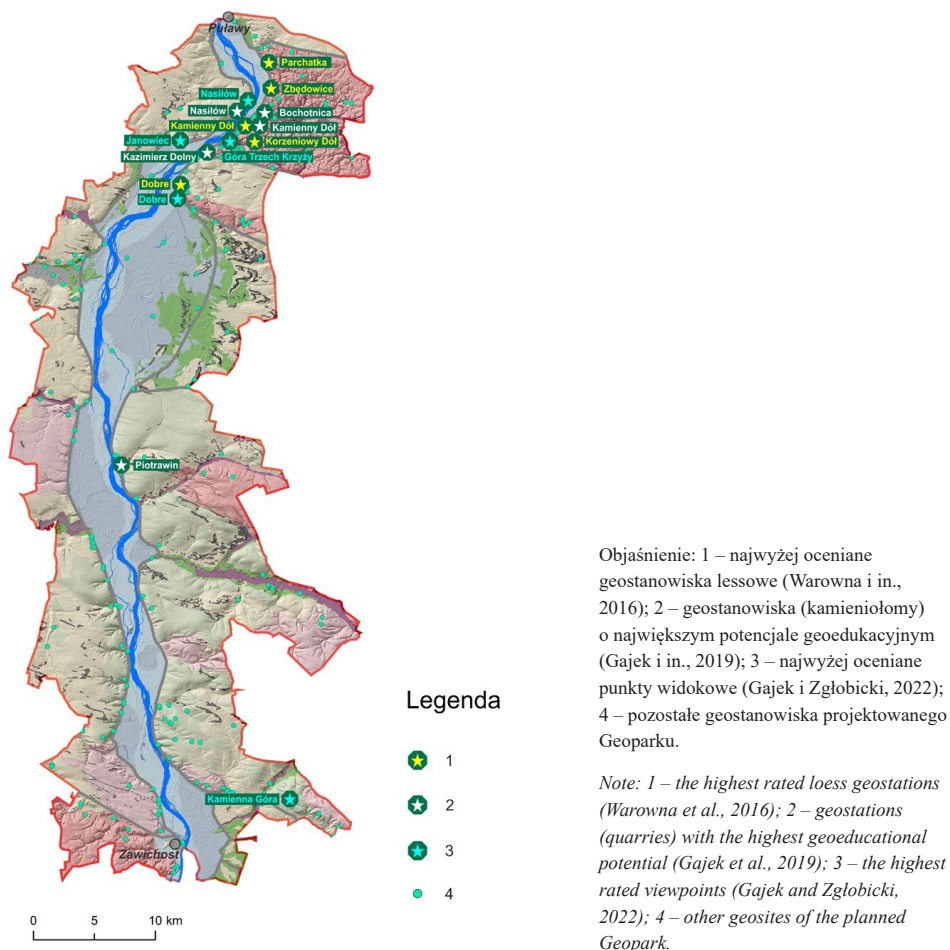 Puławy
Parchatka
Zbędowice
Nasiłów
Nasiłów
Bochotnica
Kamienny Dół
Kamienny Dół
Janowiec
Korzeniowy Dół
Kazimierz Dolny
Góra Trzech Krzyży
Dobre
Dobre
Piotrawin
Kamienna Góra
Zawichost
Legenda
1
2
3
4
0 5 10 km
Objaśnienie: 1 – najwyżej oceniane
geostanowiska lessowe (Warowna i in.,
2016); 2 – geostanowiska (kamieniołomy)
o największym potencjale geoedukacyjnym
(Gajek i in., 2019); 3 – najwyżej oceniane
punkty widokowe (Gajek i Zgłobicki, 2022);
4 – pozostałe geostanowiska projektowanego
Geoparku.
Note: 1 – the highest rated loess geostations
(Warowna et al., 2016); 2 – geostations
(quarries) with the highest geoeducational
potential (Gajek et al., 2019); 3 – the highest
rated viewpoints (Gajek and Zgłobicki,
2022); 4 – other geosites of the planned
Geopark.